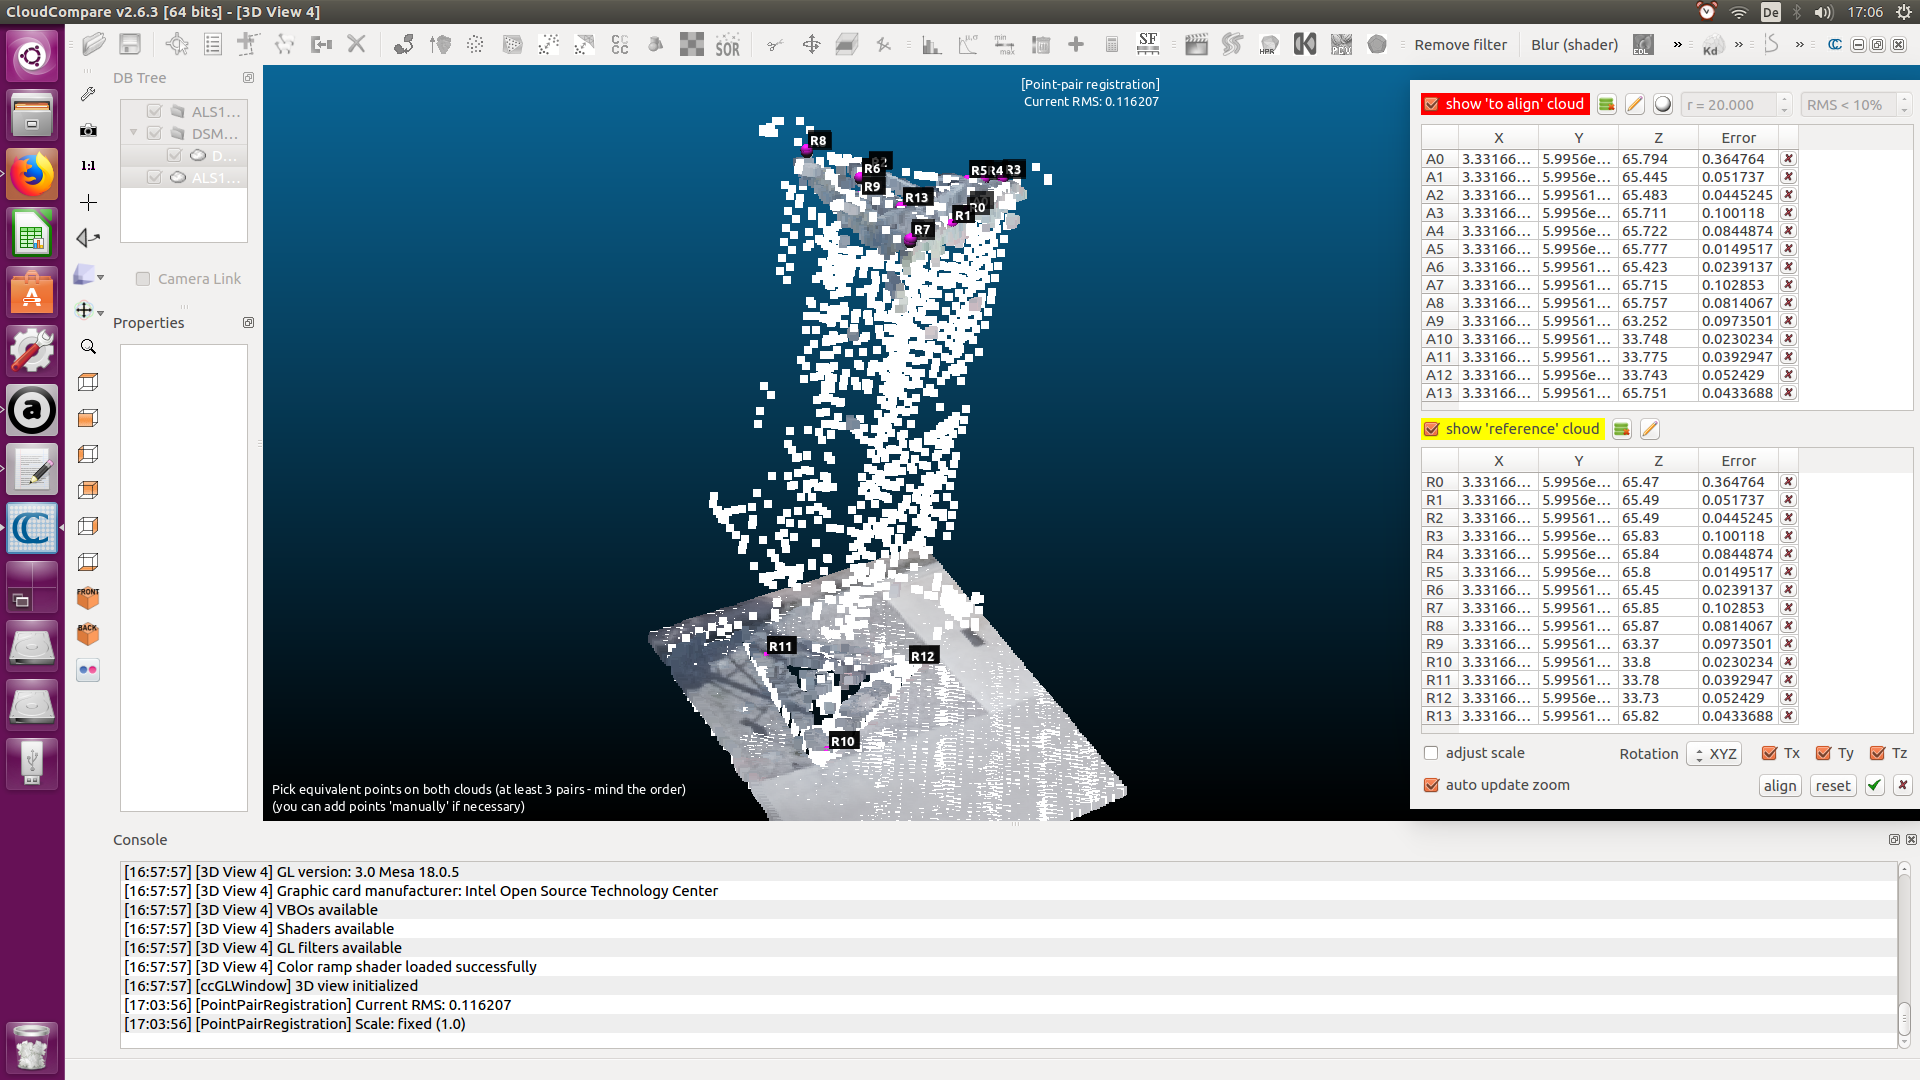 CloudCompare v2.6.3 [64 bits] - [3D View 4]
De
17:06
1:1
CC
CC
SOR
min
max
SF
HPR
PCV
Remove filter
Blur (shader)
EDL
»
Kd
»
»
DB Tree
ALS1...
DSM...
D...
ALS1...
Camera Link
Properties
FRONT
BACK
[Point-pair registration]
Current RMS: 0.116207
R8
R2
R6
R9
R5
R4
R3
R13
R0
R1
R7
R11
R12
R10
Pick equivalent points on both clouds (at least 3 pairs - mind the order)
(you can add points 'manually' if necessary)
show 'to align' cloud
r = 20.000
RMS < 10%
X Y Z Error
A0 3.33166... 5.9956e... 65.794 0.364764
A1 3.33166... 5.9956e... 65.445 0.051737
A2 3.33166... 5.9956e... 65.483 0.0445245
A3 3.33166... 5.9956e... 65.711 0.100118
A4 3.33166... 5.9956e... 65.722 0.0844874
A5 3.33166... 5.9956e... 65.777 0.0149517
A6 3.33166... 5.99561... 65.423 0.0239137
A7 3.33166... 5.99561... 65.715 0.102853
A8 3.33166... 5.99561... 65.757 0.0814067
A9 3.33166... 5.99561... 63.252 0.0973501
A10 3.33166... 5.99561... 33.748 0.0230234
A11 3.33166... 5.99561... 33.775 0.0392947
A12 3.33166... 5.9956e... 33.743 0.052429
A13 3.33166... 5.99561... 65.751 0.0433688
show 'reference' cloud
X Y Z Error
R0 3.33166... 5.9956e... 65.47 0.364764
R1 3.33166... 5.99561... 65.49 0.051737
R2 3.33166... 5.99561... 65.49 0.0445245
R3 3.33166... 5.9956e... 65.83 0.100118
R4 3.33166... 5.9956e... 65.84 0.0844874
R5 3.33166... 5.9956e... 65.8 0.0149517
R6 3.33166... 5.99561... 65.45 0.0239137
R7 3.33166... 5.99561... 65.85 0.102853
R8 3.33166... 5.99561... 65.87 0.0814067
R9 3.33166... 5.99561... 63.37 0.0973501
R10 3.33166... 5.99561... 33.8 0.0230234
R11 3.33166... 5.99561... 33.78 0.0392947
R12 3.33166... 5.9956e... 33.73 0.052429
R13 3.33166... 5.99561... 65.82 0.0433688
adjust scale
Rotation XYZ Tx Ty Tz
auto update zoom
align reset
Console
[16:57:57] [3D View 4] GL version: 3.0 Mesa 18.0.5
[16:57:57] [3D View 4] Graphic card manufacturer: Intel Open Source Technology Center
[16:57:57] [3D View 4] VBOs available
[16:57:57] [3D View 4] Shaders available
[16:57:57] [3D View 4] GL filters available
[16:57:57] [3D View 4] Color ramp shader loaded successfully
[16:57:57] [ccGLWindow] 3D view initialized
[17:03:56] [PointPairRegistration] Current RMS: 0.116207
[17:03:56] [PointPairRegistration] Scale: fixed (1.0)